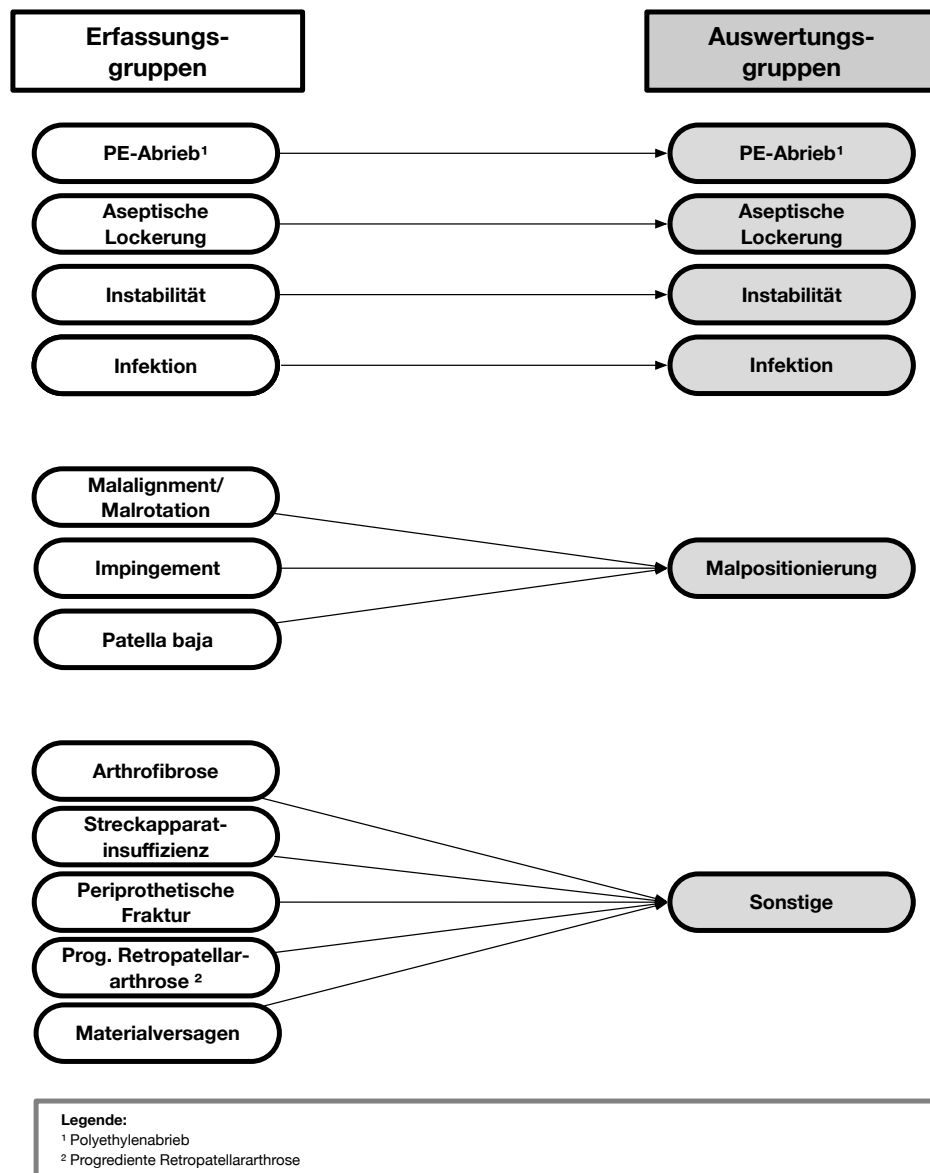 Erfassungs-
gruppen
Auswertungs-
gruppen
PE-Abrieb¹
PE-Abrieb¹
Aseptische
Lockerung
Aseptische
Lockerung
Instabilität
Instabilität
Infektion
Infektion
Malalignment/
Malrotation
Impingement
Malpositionierung
Patella baja
Arthrofibrose
Streckapparat-
insuffizienz
Periprothetische
Fraktur
Sonstige
Prog. Retropatellar-
arthrose ²
Materialversagen
Legende:
¹ Polyethylenabrieb
² Progrediente Retropatellararthrose